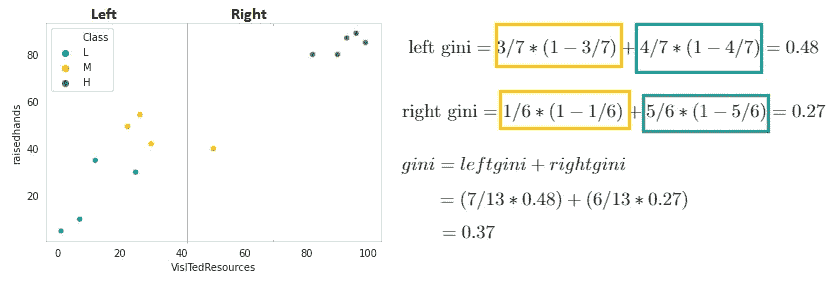 Left Right
Class
L
M
H
80
60
40
20
raisedhands
0 20 40 60 80 100
VisITedResources
left gini = 3/7 * (1 − 3/7) + 4/7 * (1 − 4/7) = 0.48
right gini = 1/6 * (1 − 1/6) + 5/6 * (1 − 5/6) = 0.27
gini = leftgini + rightgini
= (7/13 * 0.48) + (6/13 * 0.27)
= 0.37